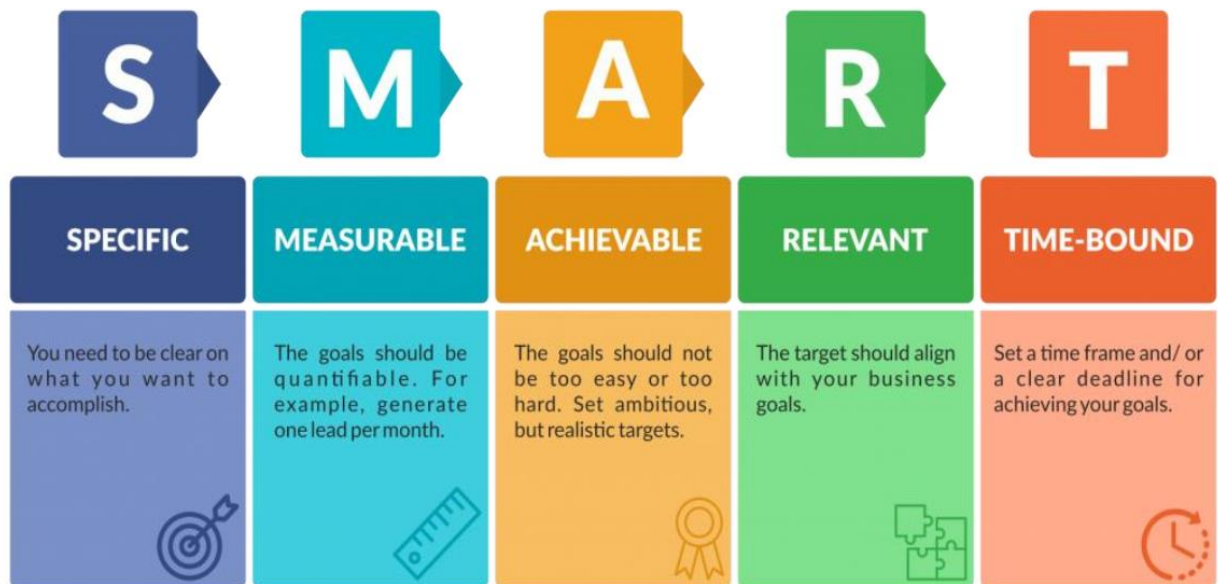 S
M
A
R
T
SPECIFIC
MEASURABLE
ACHIEVABLE
RELEVANT
TIME-BOUND
You need to be clear on
what you want to
accomplish.
The goals should be
quantifiable. For
example, generate
one lead per month.
The goals should not
be too easy or too
hard. Set ambitious,
but realistic targets.
The target should align
with your business
goals.
Set a time frame and/ or
a clear deadline for
achieving your goals.